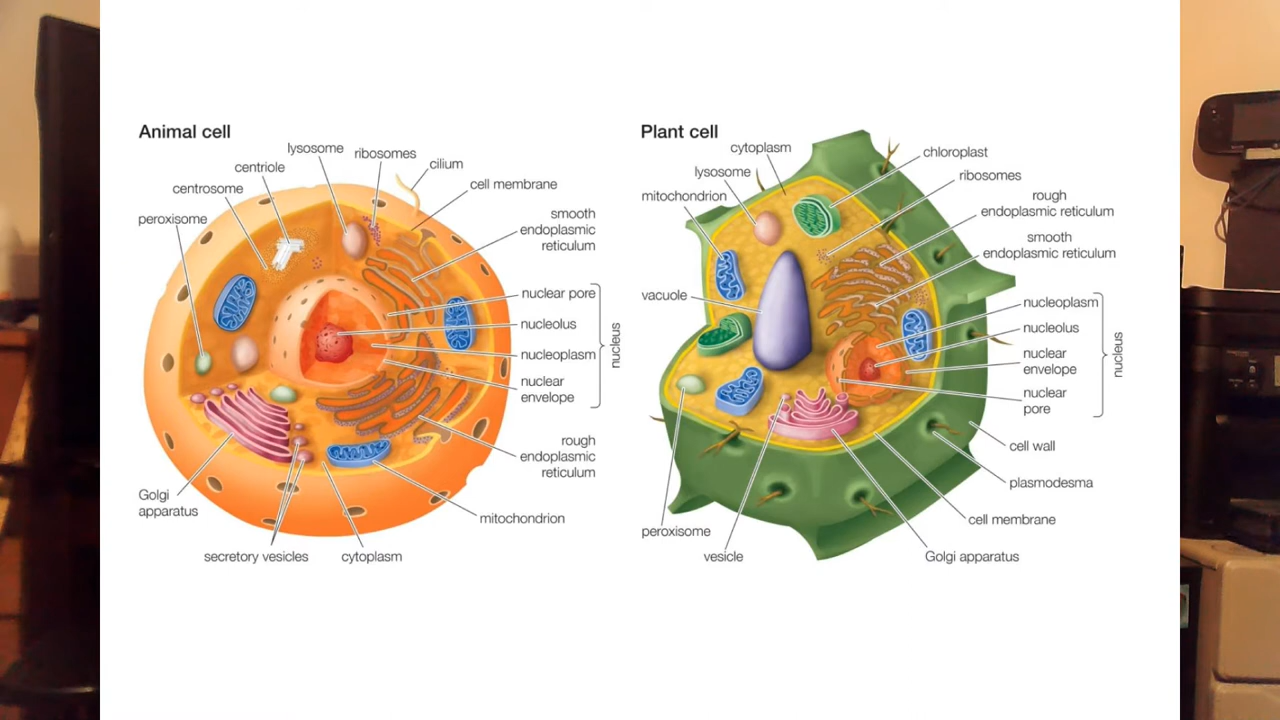 Animal cell
lysosome
ribosomes
cilium
centriole
cell membrane
centrosome
peroxisome
smooth
endoplasmic
reticulum
nuclear pore
nucleolus
nucleoplasm
nuclear
envelope
nucleus
rough
endoplasmic
reticulum
Golgi
apparatus
mitochondrion
secretory vesicles
cytoplasm
Plant cell
cytoplasm
chloroplast
lysosome
ribosomes
mitochondrion
rough
endoplasmic reticulum
smooth
endoplasmic reticulum
vacuole
nucleoplasm
nucleolus
nuclear
envelope
nuclear
pore
nucleus
cell wall
plasmodesma
cell membrane
peroxisome
vesicle
Golgi apparatus